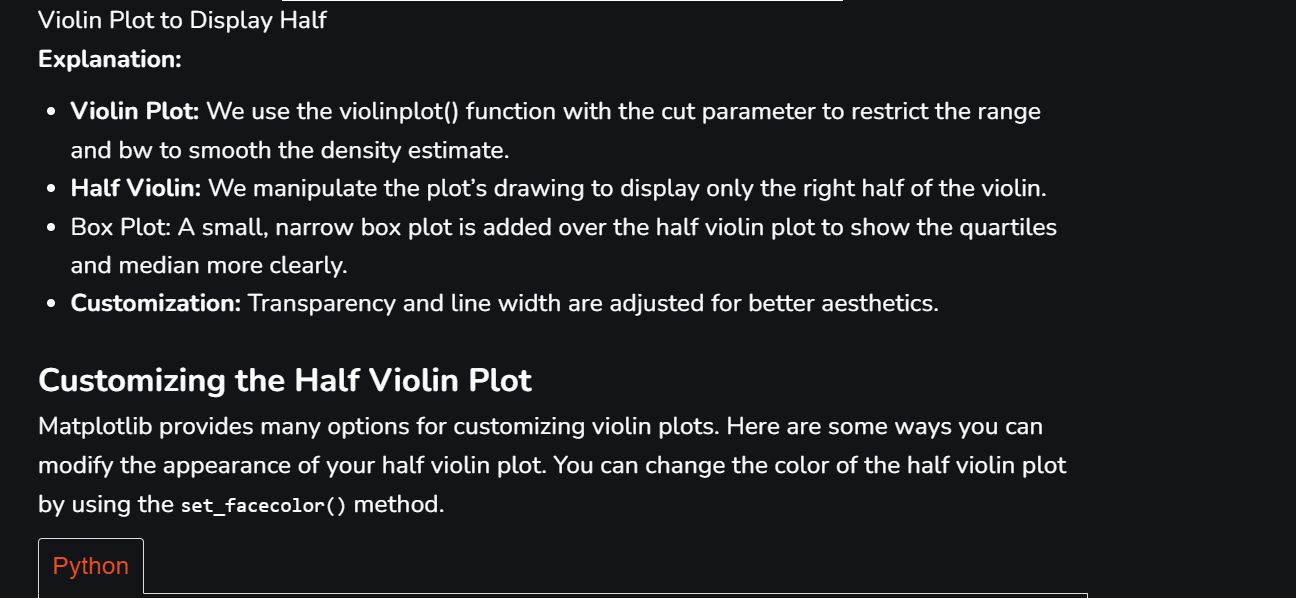 Violin Plot to Display Half
Explanation:
• Violin Plot: We use the violinplot() function with the cut parameter to restrict the range
and bw to smooth the density estimate.
• Half Violin: We manipulate the plot’s drawing to display only the right half of the violin.
• Box Plot: A small, narrow box plot is added over the half violin plot to show the quartiles
and median more clearly.
• Customization: Transparency and line width are adjusted for better aesthetics.
Customizing the Half Violin Plot
Matplotlib provides many options for customizing violin plots. Here are some ways you can
modify the appearance of your half violin plot. You can change the color of the half violin plot
by using the set_facecolor() method.
Python